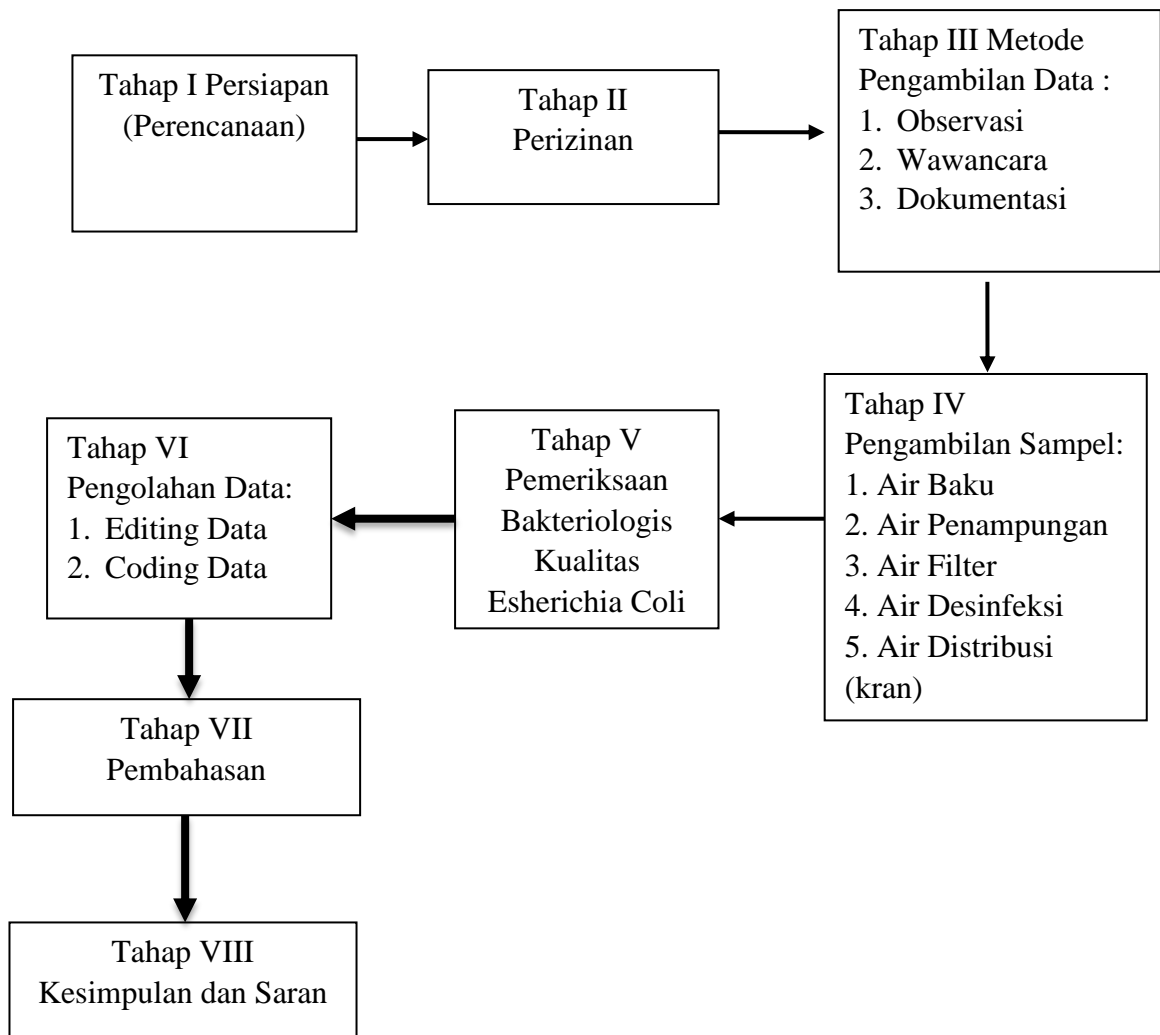 Tahap I Persiapan
(Perencanaan)
Tahap II
Perizinan
Tahap III Metode
Pengambilan Data :
1. Observasi
2. Wawancara
3. Dokumentasi
Tahap IV
Pengambilan Sampel:
1. Air Baku
2. Air Penampungan
3. Air Filter
4. Air Desinfeksi
5. Air Distribusi
(kran)
Tahap V
Pemeriksaan
Bakteriologis
Kualitas
Esherichia Coli
Tahap VI
Pengolahan Data:
1. Editing Data
2. Coding Data
Tahap VII
Pembahasan
Tahap VIII
Kesimpulan dan Saran